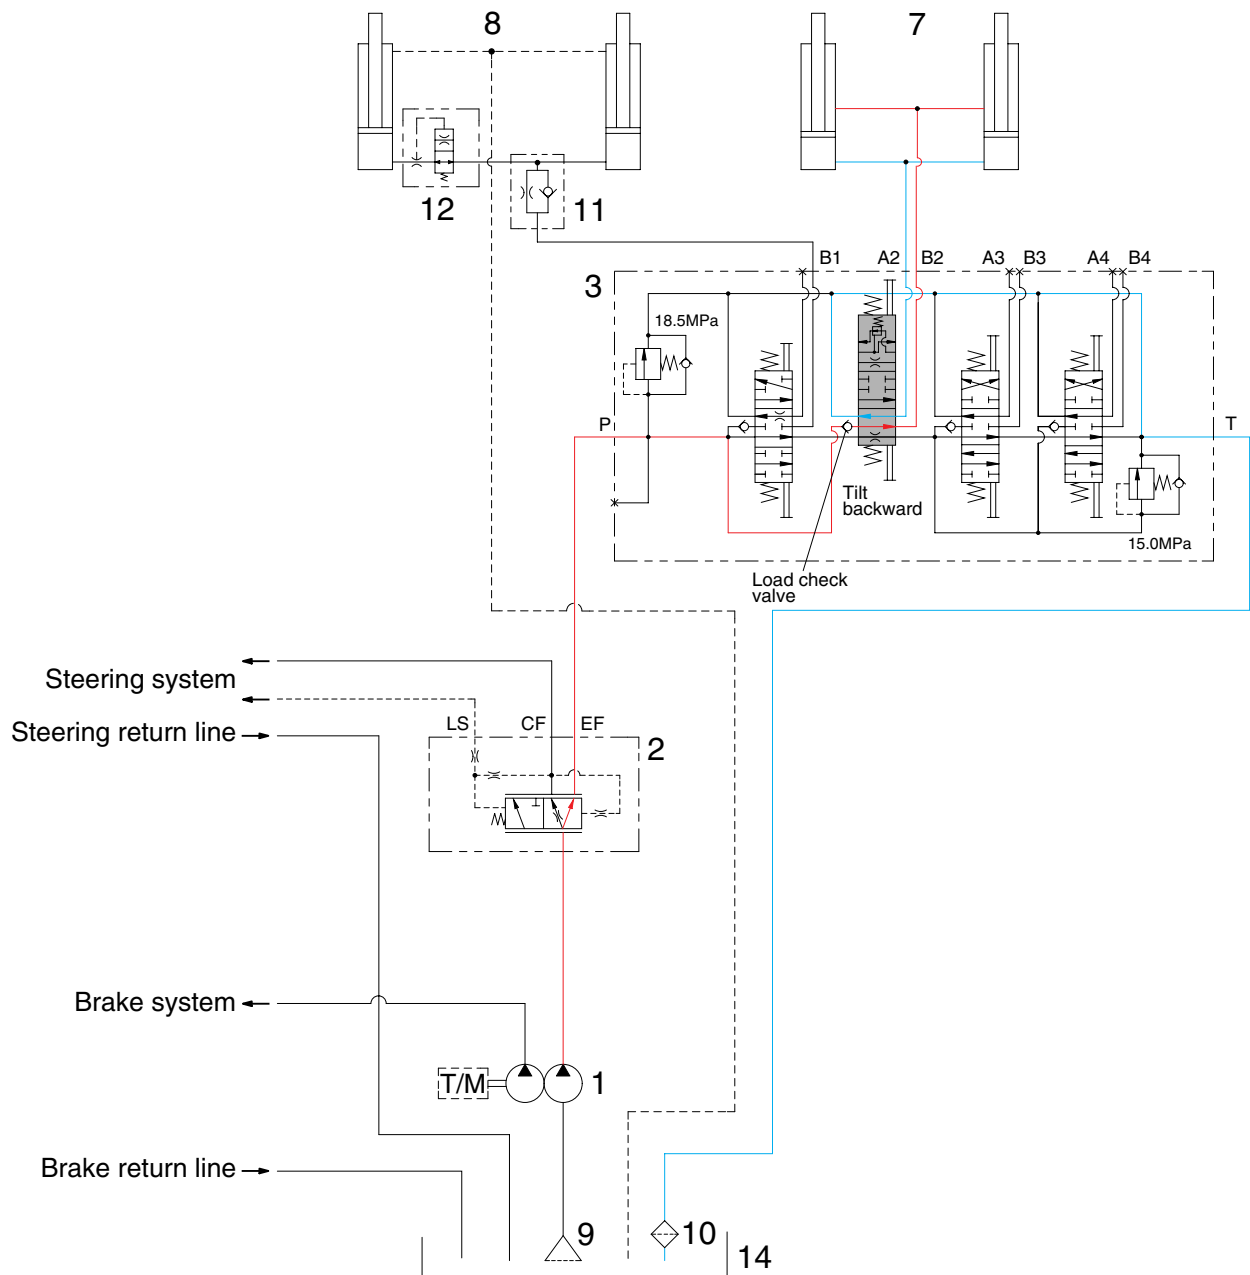 8
7
12
11
B1
A2
B2
A3
B3
A4
B4
3
18.5MPa
P
T
Tilt
backward
15.0MPa
Load check
valve
Steering system
LS
CF
EF
Steering return line
2
Brake system
T/M
1
Brake return line
9
10
14